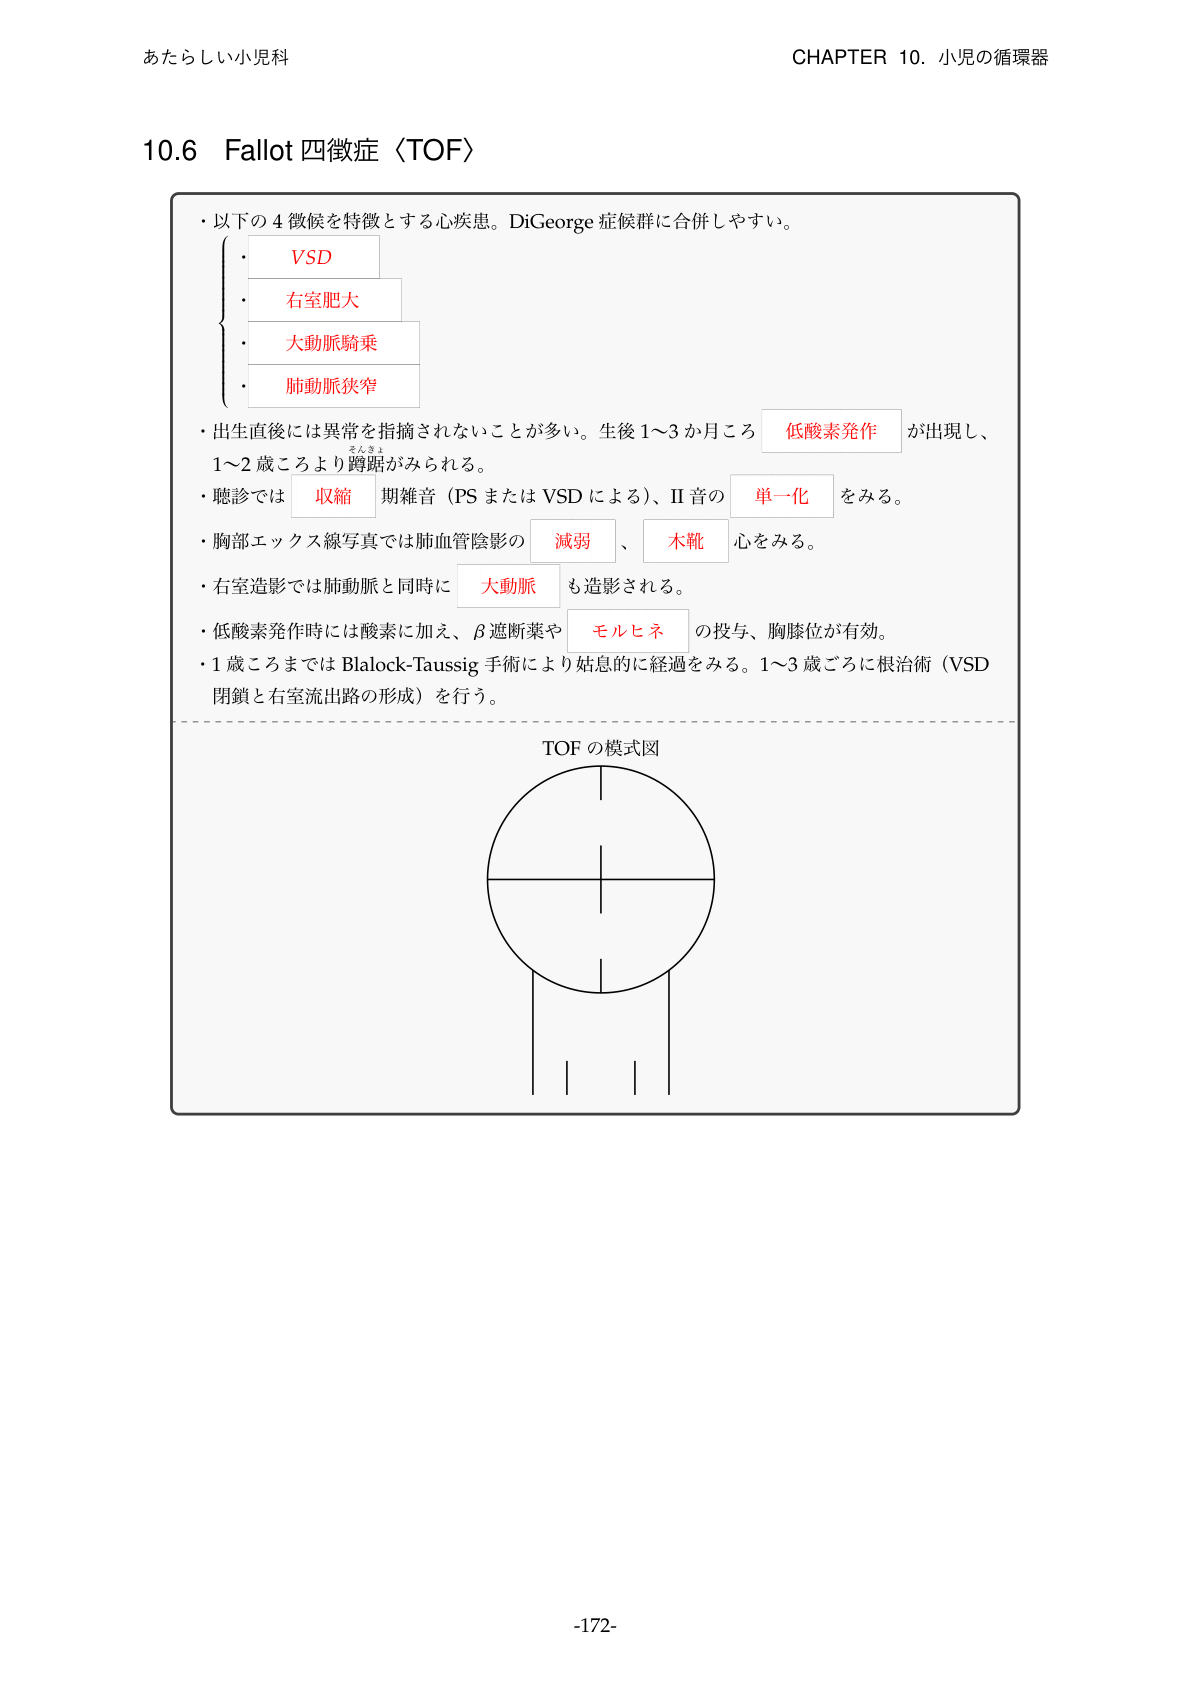 あたらしい小児科
CHAPTER 10. 小児の循環器
10.6 Fallot 四徴症〈TOF〉
・以下の 4 徴候を特徴とする心疾患。DiGeorge 症候群に合併しやすい。
・ VSD
・ 右室肥大
・ 大動脈騎乗
・ 肺動脈狭窄
・出生直後には異常を指摘されないことが多い。生後 1〜3 か月ころ 低酸素発作 が出現し、
そんきょ
1〜2 歳ころより蹲踞がみられる。
・聴診では 収縮 期雑音（PS または VSD による）、II 音の 単一化 をみる。
・胸部エックス線写真では肺血管陰影の 減弱 、 木靴 心をみる。
・右室造影では肺動脈と同時に 大動脈 も造影される。
・低酸素発作時には酸素に加え、β 遮断薬や モルヒネ の投与、胸膝位が有効。
・1 歳ころまでは Blalock-Taussig 手術により姑息的に経過をみる。1〜3 歳ごろに根治術（VSD
閉鎖と右室流出路の形成）を行う。
TOF の模式図
-172-